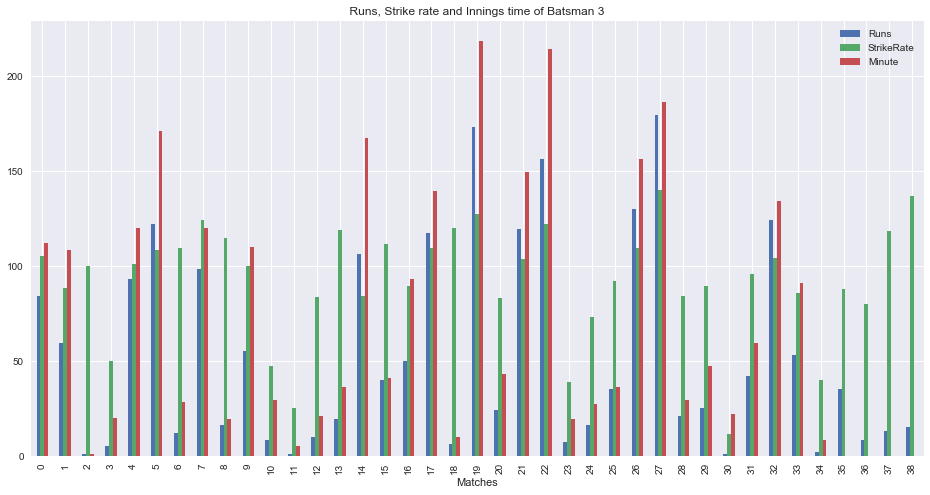 Runs, Strike rate and Innings time of Batsman 3
Runs
StrikeRate
Minute
200
150
100
50
0
0 1 2 3 4 5 6 7 8 9 10 11 12 13 14 15 16 17 18 19 20 21 22 23 24 25 26 27 28 29 30 31 32 33 34 35 36 37 38
Matches